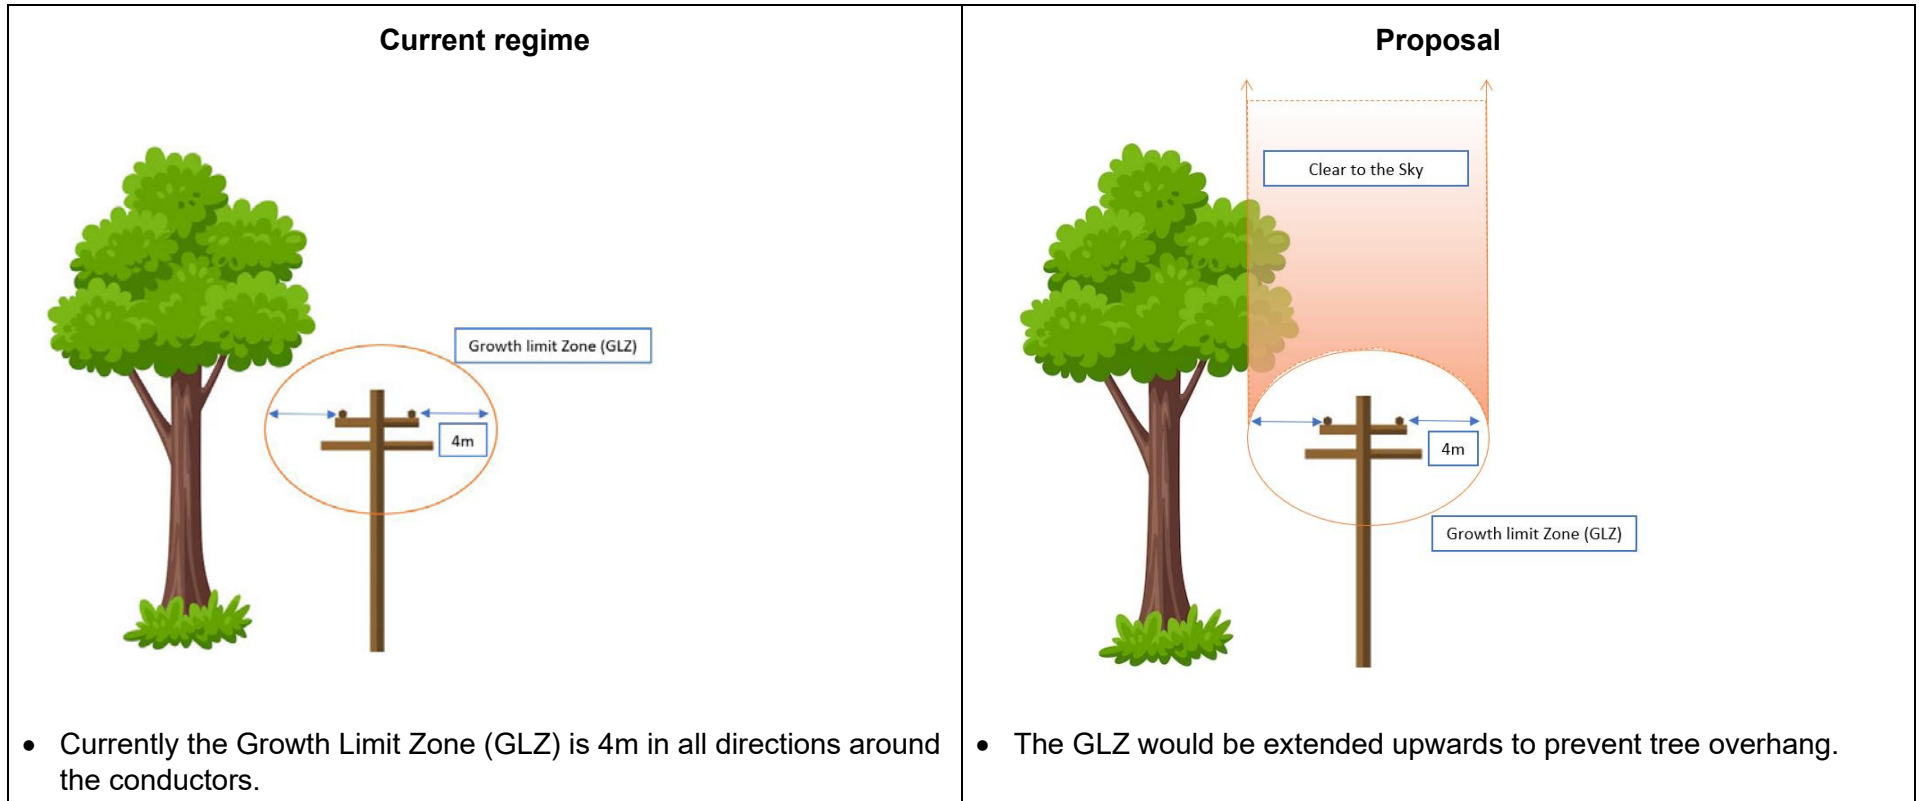 Current regime
Growth limit Zone (GLZ)
4m
• Currently the Growth Limit Zone (GLZ) is 4m in all directions around
the conductors.
Proposal
Clear to the Sky
4m
Growth limit Zone (GLZ)
• The GLZ would be extended upwards to prevent tree overhang.